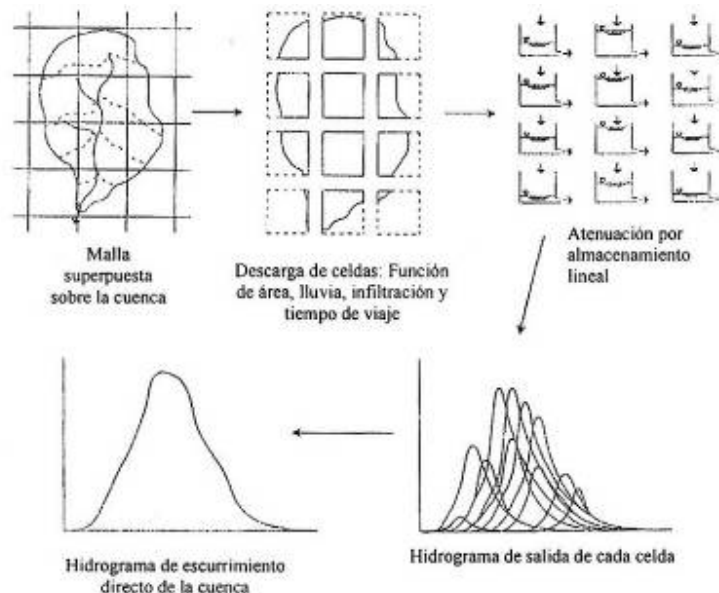 Malla
superpuesta
sobre la cuenca
Descarga de celdas: Función
de área, lluvia, infiltración y
tiempo de viaje
Atenuación por
almacenamiento
lineal
Hidrograma de escurrimiento
directo de la cuenca
Hidrograma de salida de cada celda